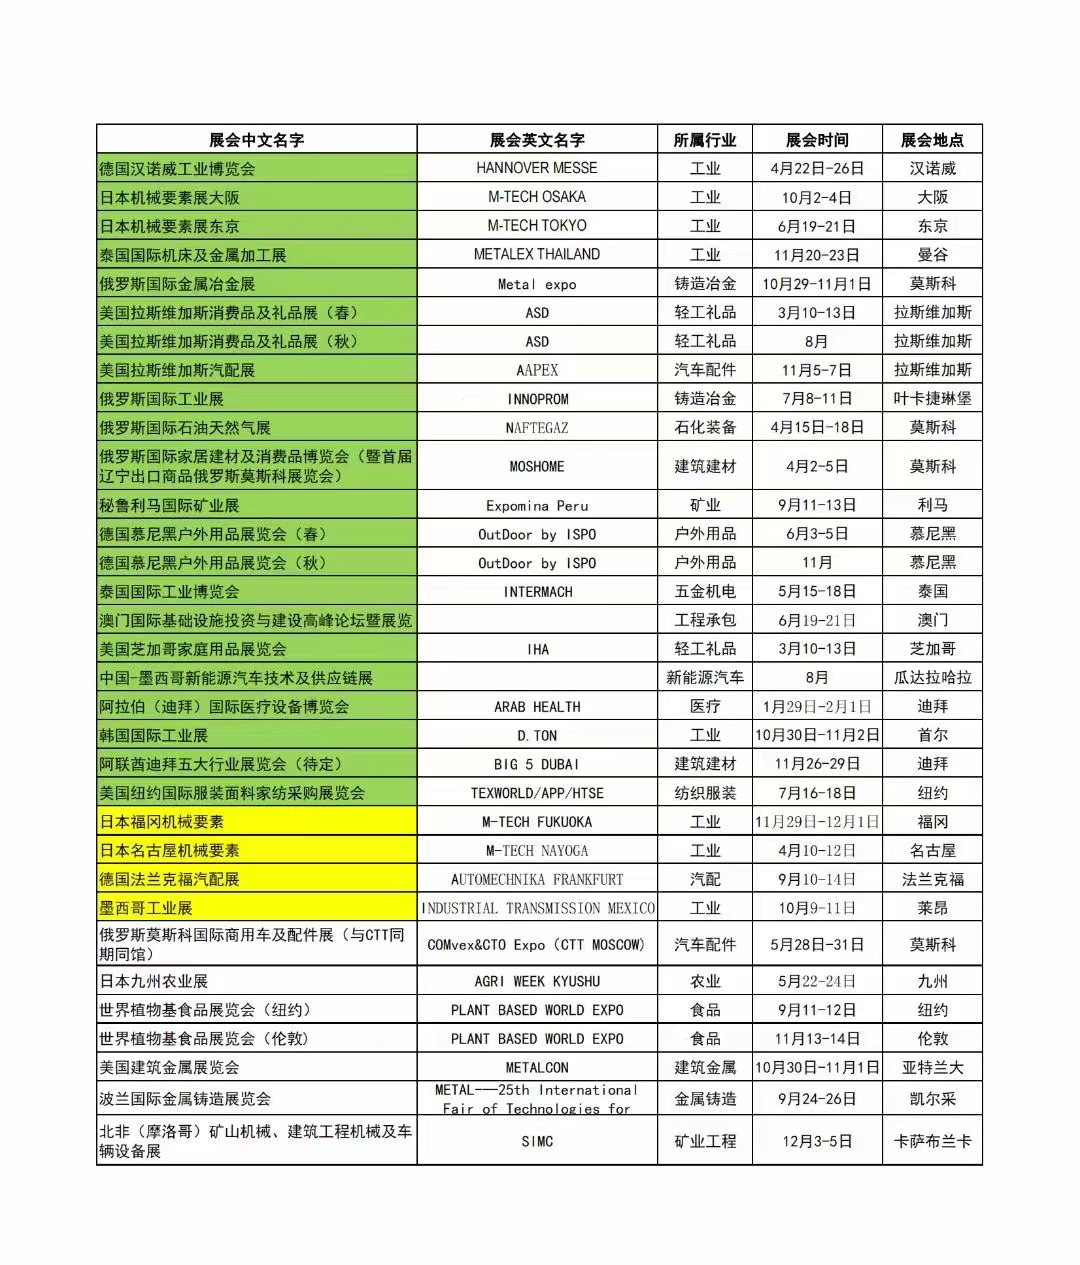 展会中文名字 展会英文名字 所属行业 展会时间 展会地点
德国汉诺威工业博览会 HANNOVER MESSE 工业 4月22日-26日 汉诺威
日本机械要素展大阪 M-TECH OSAKA 工业 10月2-4日 大阪
日本机械要素展东京 M-TECH TOKYO 工业 6月19-21日 东京
泰国国际机床及金属加工展 METALEX THAILAND 工业 11月20-23日 曼谷
俄罗斯国际金属冶金展 Metal expo 铸造冶金 10月29-11月1日 莫斯科
美国拉斯维加斯消费品及礼品展（春） ASD 轻工礼品 3月10-13日 拉斯维加斯
美国拉斯维加斯消费品及礼品展（秋） ASD 轻工礼品 8月 拉斯维加斯
美国拉斯维加斯汽配展 AAPEX 汽车配件 11月5-7日 拉斯维加斯
俄罗斯国际工业展 INNOPROM 铸造冶金 7月8-11日 叶卡捷琳堡
俄罗斯国际石油天然气展 NAFTEGAZ 石化装备 4月15日-18日 莫斯科
俄罗斯国际家居建材及消费品博览会（暨首届
辽宁出口商品俄罗斯莫斯科展览会） MOSHOME 建筑建材 4月2-5日 莫斯科
秘鲁利马国际矿业展 Expomina Peru 矿业 9月11-13日 利马
德国慕尼黑户外用品展览会（春） OutDoor by ISPO 户外用品 6月3-5日 慕尼黑
德国慕尼黑户外用品展览会（秋） OutDoor by ISPO 户外用品 11月 慕尼黑
泰国国际工业博览会 INTERMACH 五金机电 5月15-18日 泰国
澳门国际基础设施投资与建设高峰论坛暨展览 工程承包 6月19-21日 澳门
美国芝加哥家庭用品展览会 IHA 轻工礼品 3月10-13日 芝加哥
中国-墨西哥新能源汽车技术及供应链展 新能源汽车 8月 瓜达拉哈拉
阿拉伯（迪拜）国际医疗设备博览会 ARAB HEALTH 医疗 1月29日-2月1日 迪拜
韩国国际工业展 D.TON 工业 10月30日-11月2日 首尔
阿联酋迪拜五大行业展览会（待定） BIG 5 DUBAI 建筑建材 11月26-29日 迪拜
美国纽约国际服装面料家纺采购展览会 TEXWORLD/APP/HTSE 纺织服装 7月16-18日 纽约
日本福冈机械要素 M-TECH FUKUOKA 工业 11月29日-12月1日 福冈
日本名古屋机械要素 M-TECH NAYOGA 工业 4月10-12日 名古屋
德国法兰克福汽配展 AUTOMECHNIKA FRANKFURT 汽配 9月10-14日 法兰克福
墨西哥工业展 INDUSTRIAL TRANSMISSION MEXICO 工业 10月9-11日 莱昂
俄罗斯莫斯科国际商用车及配件展（与CTT同
期同馆） COMvex&CTO Expo（CTT MOSCOW) 汽车配件 5月28日-31日 莫斯科
日本九州农业展 AGRI WEEK KYUSHU 农业 5月22-24日 九州
世界植物基食品展览会（纽约） PLANT BASED WORLD EXPO 食品 9月11-12日 纽约
世界植物基食品展览会（伦敦） PLANT BASED WORLD EXPO 食品 11月13-14日 伦敦
美国建筑金属展览会 METALCON 建筑金属 10月30日-11月1日 亚特兰大
波兰国际金属铸造展览会 METAL——25th International
Fair of Technologies for 金属铸造 9月24-26日 凯尔采
北非（摩洛哥）矿山机械、建筑工程机械及车
辆设备展 SIMC 矿业工程 12月3-5日 卡萨布兰卡